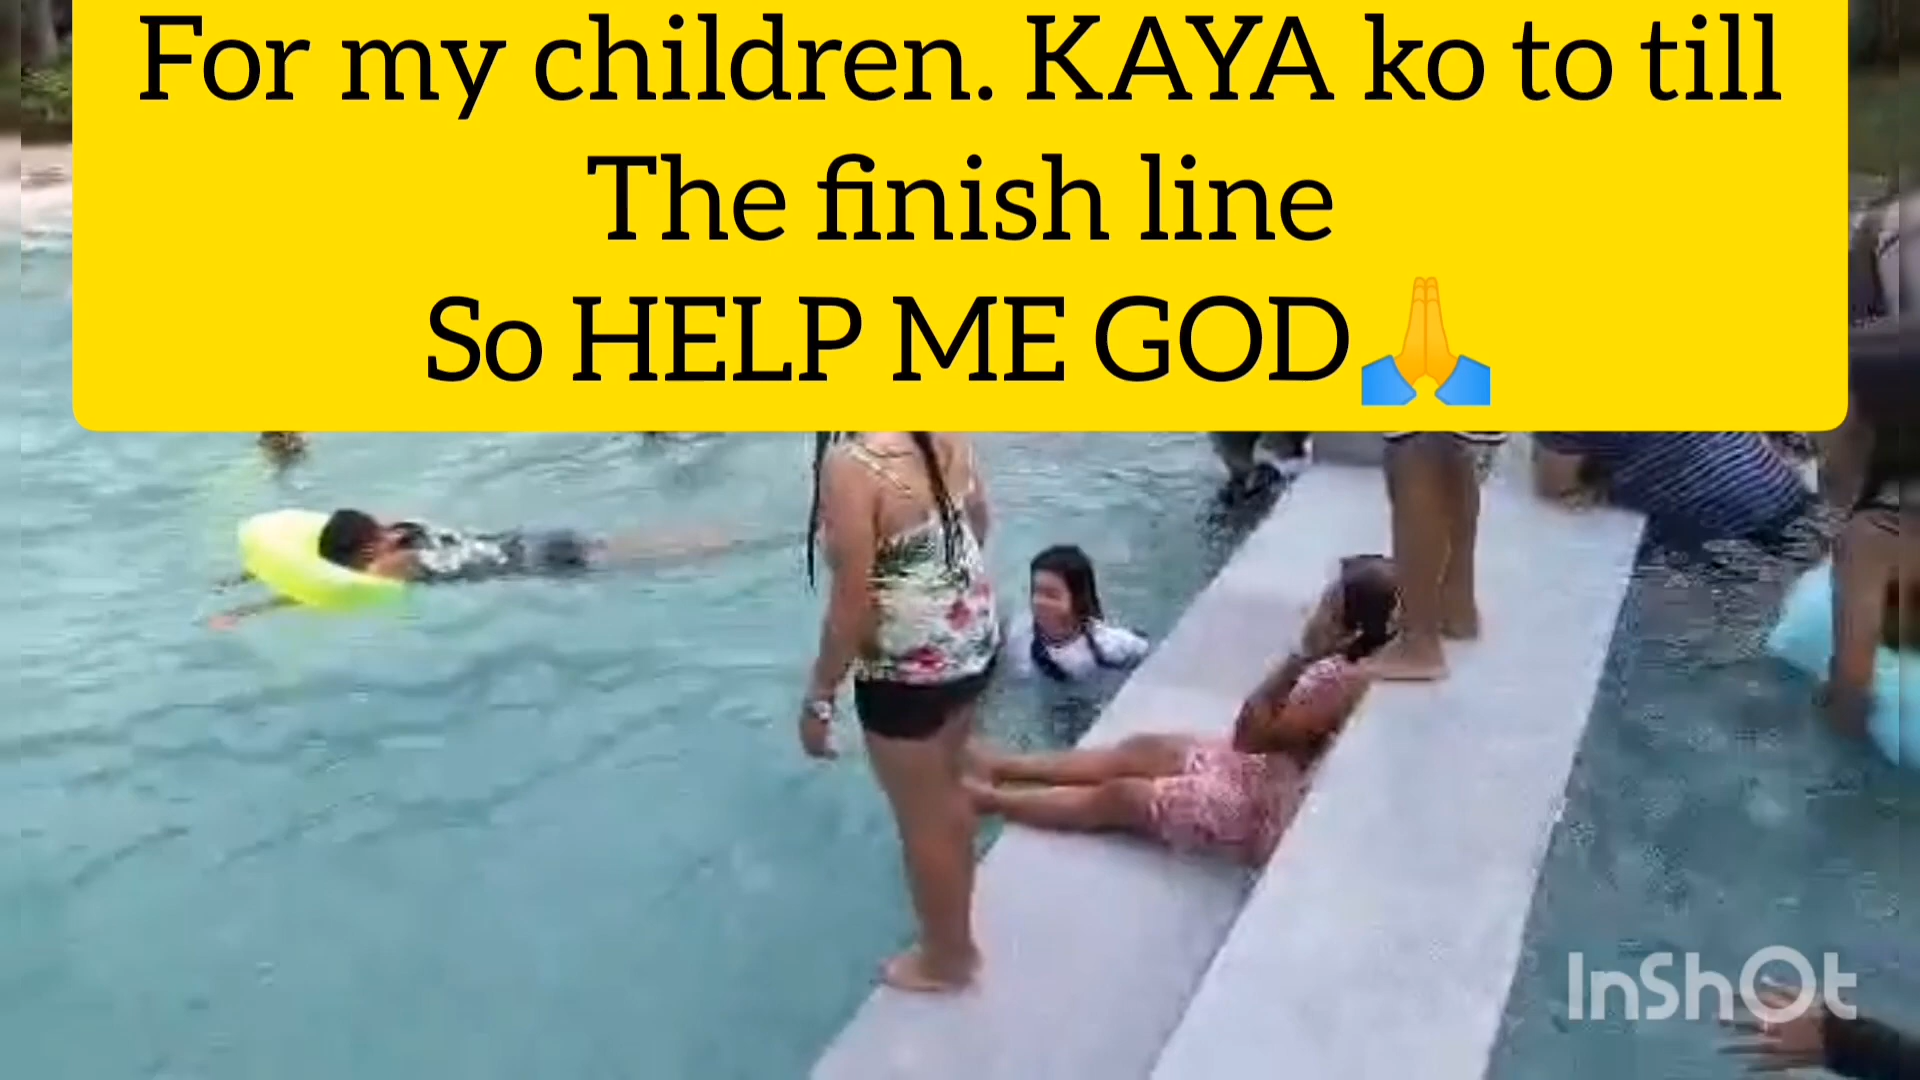 For my children. KAYA ko to till
The finish line
So HELP ME GOD🙏
InShOt